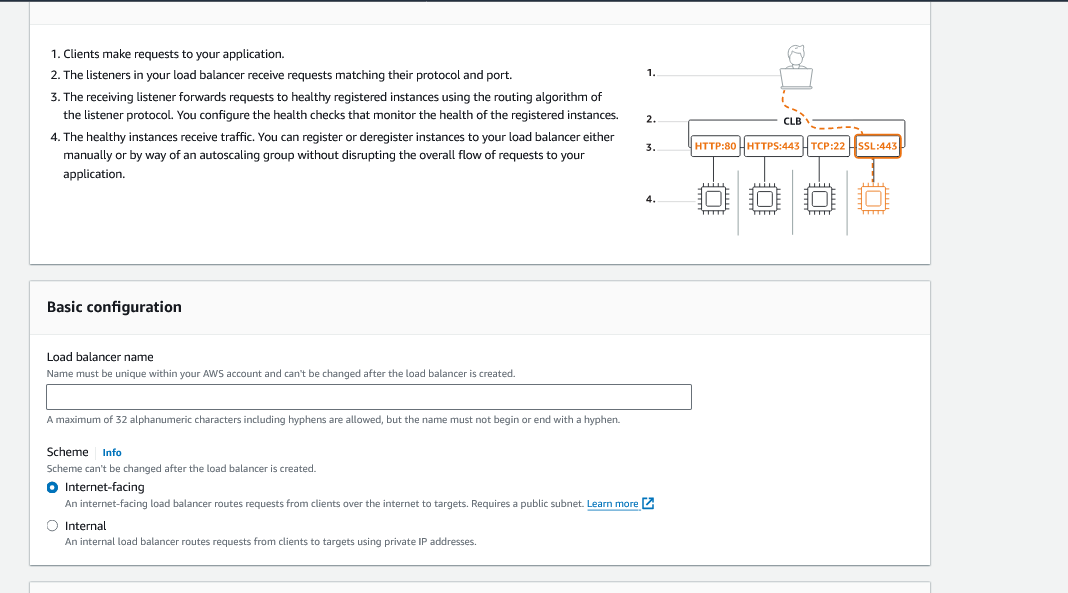 1. Clients make requests to your application.
2. The listeners in your load balancer receive requests matching their protocol and port.
3. The receiving listener forwards requests to healthy registered instances using the routing algorithm of
the listener protocol. You configure the health checks that monitor the health of the registered instances.
4. The healthy instances receive traffic. You can register or deregister instances to your load balancer either
manually or by way of an autoscaling group without disrupting the overall flow of requests to your
application.
1.
2.
CLB
3.
HTTP:80 HTTPS:443 TCP:22 SSL:443
4.
Basic configuration
Load balancer name
Name must be unique within your AWS account and can't be changed after the load balancer is created.
A maximum of 32 alphanumeric characters including hyphens are allowed, but the name must not begin or end with a hyphen.
Scheme Info
Scheme can't be changed after the load balancer is created.
Internet-facing
An internet-facing load balancer routes requests from clients over the internet to targets. Requires a public subnet. Learn more
Internal
An internal load balancer routes requests from clients to targets using private IP addresses.